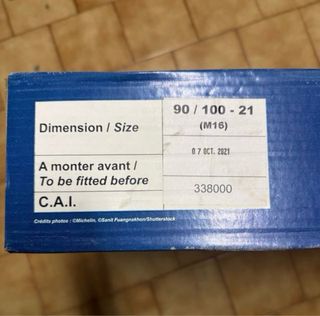 Dimension / Size
90 / 100 - 21
(M16)
A monter avant /
To be fitted before
0 7 OCT. 2021
C.A.I.
338000
Crédits photos : ©Michelin, ©Sanit Fuangnakhon/Shutterstock